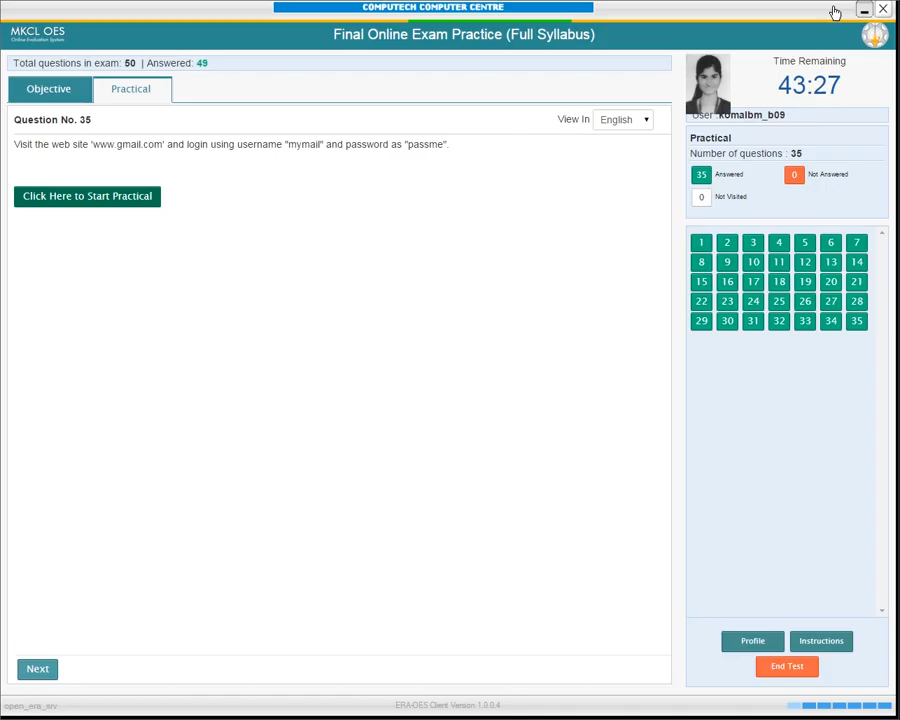 COMPUTECH COMPUTER CENTRE
MKCL OES
Online Evaluation System
Final Online Exam Practice (Full Syllabus)
Total questions in exam: 50 | Answered: 49
Time Remaining
43:27
Objective
Practical
User :komalbm_b09
Question No. 35
View In
English
Practical
Number of questions : 35
Visit the web site 'www.gmail.com' and login using username "mymail" and password as "passme".
35 Answered
0 Not Answered
0 Not Visited
Click Here to Start Practical
1 2 3 4 5 6 7
8 9 10 11 12 13 14
15 16 17 18 19 20 21
22 23 24 25 26 27 28
29 30 31 32 33 34 35
Profile
Instructions
End Test
Next
open_era_srv
ERA-OES Client Version 1.0.0.4